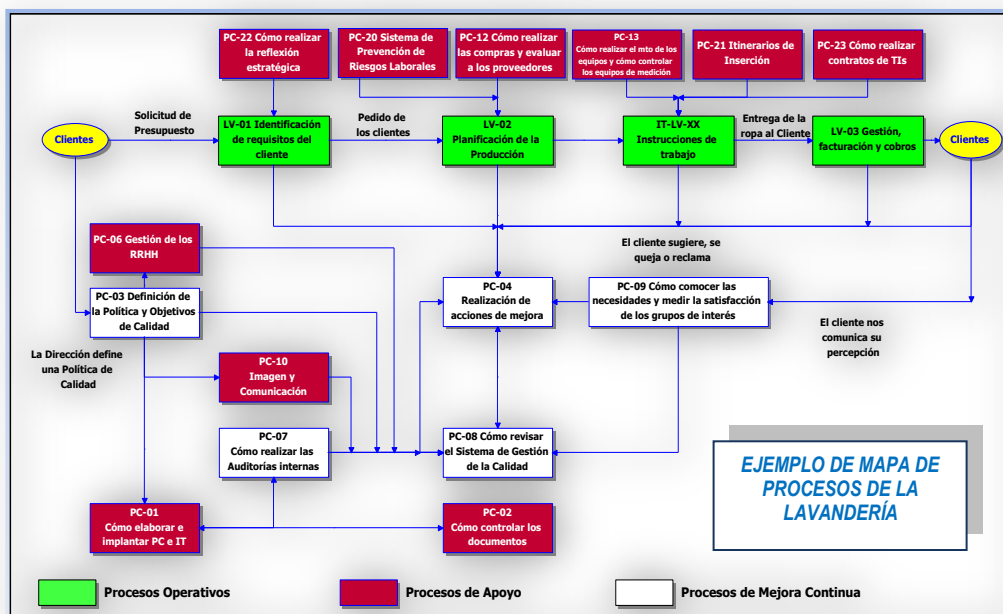 PC-22 Cómo realizar
la reflexión
estratégica
PC-20 Sistema de
Prevención de
Riesgos Laborales
PC-12 Cómo realizar
las compras y evaluar
a los proveedores
PC-13
Cómo realizar el mto de los
equipos y cómo controlar
los equipos de medición
PC-21 Itinerarios de
Inserción
PC-23 Cómo realizar
contratos de TIs
Clientes
Solicitud de
Presupuesto
LV-01 Identificación
de requisitos del
cliente
Pedido de
los clientes
LV-02
Planificación de la
Producción
IT-LV-XX
Instrucciones de
trabajo
Entrega de la
ropa al Cliente
LV-03 Gestión,
facturación y cobros
Clientes
PC-06 Gestión de los
RRHH
El cliente sugiere, se
queja o reclama
PC-03 Definición de
la Política y Objetivos
de Calidad
PC-04
Realización de
acciones de mejora
PC-09 Cómo comocer las
necesidades y medir la satisfacción
de los grupos de interés
El cliente nos
comunica su
percepción
La Dirección define
una Política de
Calidad
PC-10
Imagen y
Comunicación
PC-07
Cómo realizar las
Auditorías internas
PC-08 Cómo revisar
el Sistema de Gestión
de la Calidad
EJEMPLO DE MAPA DE
PROCESOS DE LA
LAVANDERÍA
PC-01
Cómo elaborar e
implantar PC e IT
PC-02
Cómo controlar los
documentos
Procesos Operativos
Procesos de Apoyo
Procesos de Mejora Continua